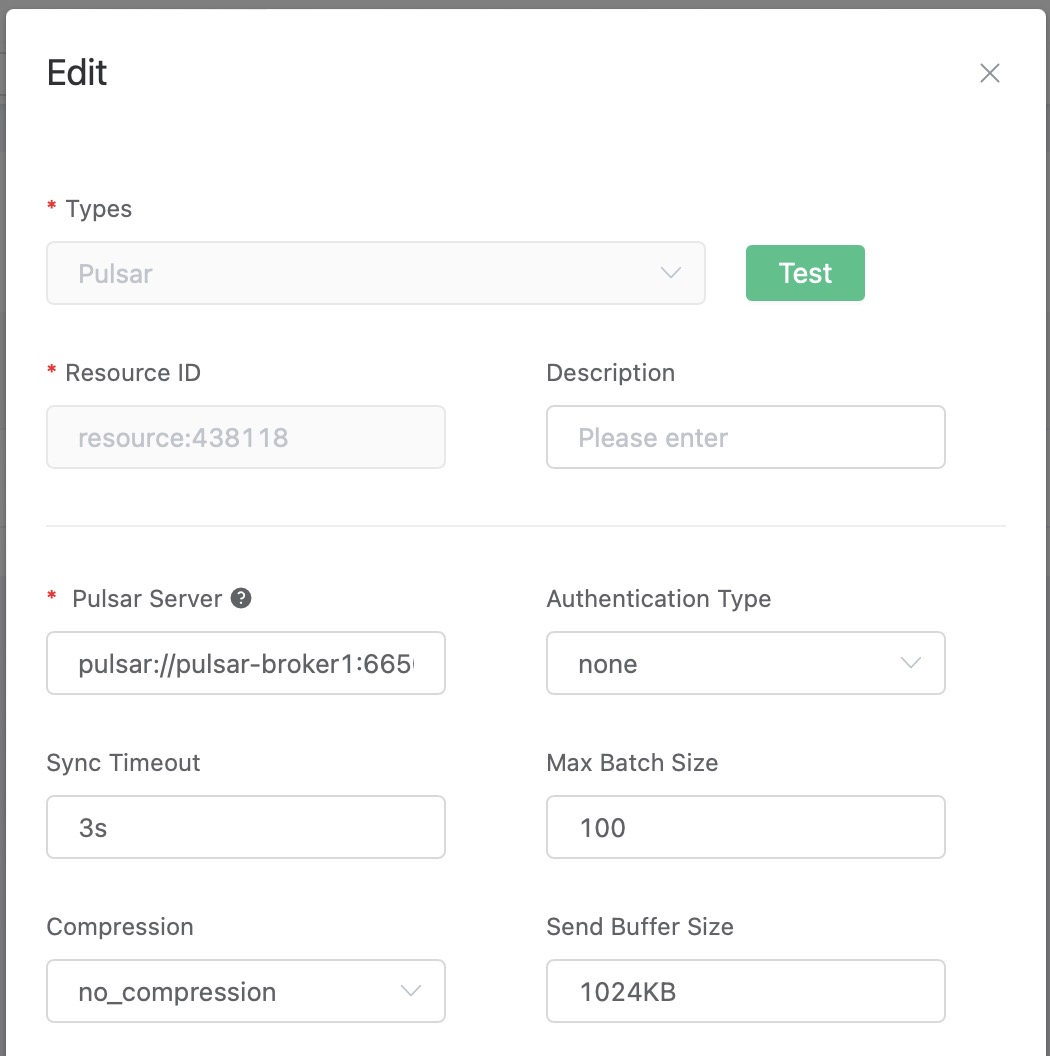 Edit
* Types
Pulsar
Test
* Resource ID
Description
resource:438118
Please enter
* Pulsar Server ?
Authentication Type
pulsar://pulsar-broker1:665
none
Sync Timeout
Max Batch Size
3s
100
Compression
Send Buffer Size
no_compression
1024KB